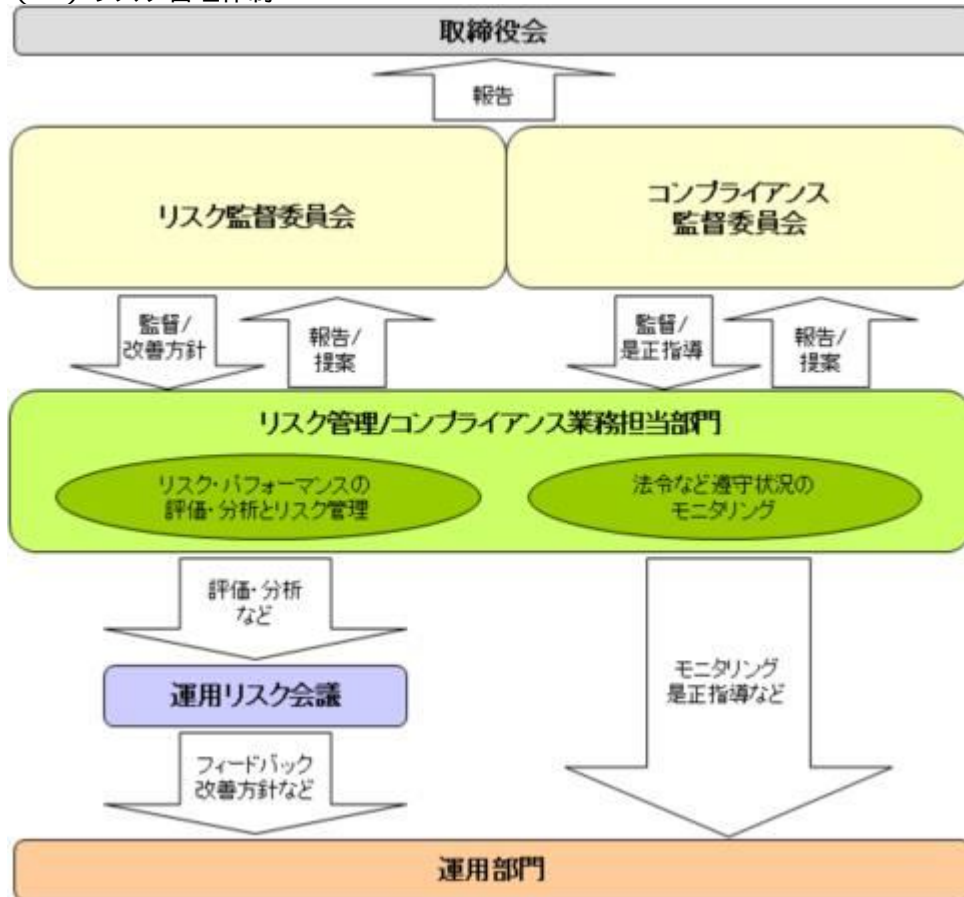 取締役会
報告
リスク監督委員会
コンプライアンス
監督委員会
監督/
改善方針
報告/
提案
監督/
是正指導
報告/
提案
リスク管理/コンプライアンス業務担当部門
リスク・パフォーマンスの
評価・分析とリスク管理
法令など遵守状況の
モニタリング
評価・分析
など
運用リスク会議
モニタリング
是正指導など
フィードバック
改善方針など
運用部門